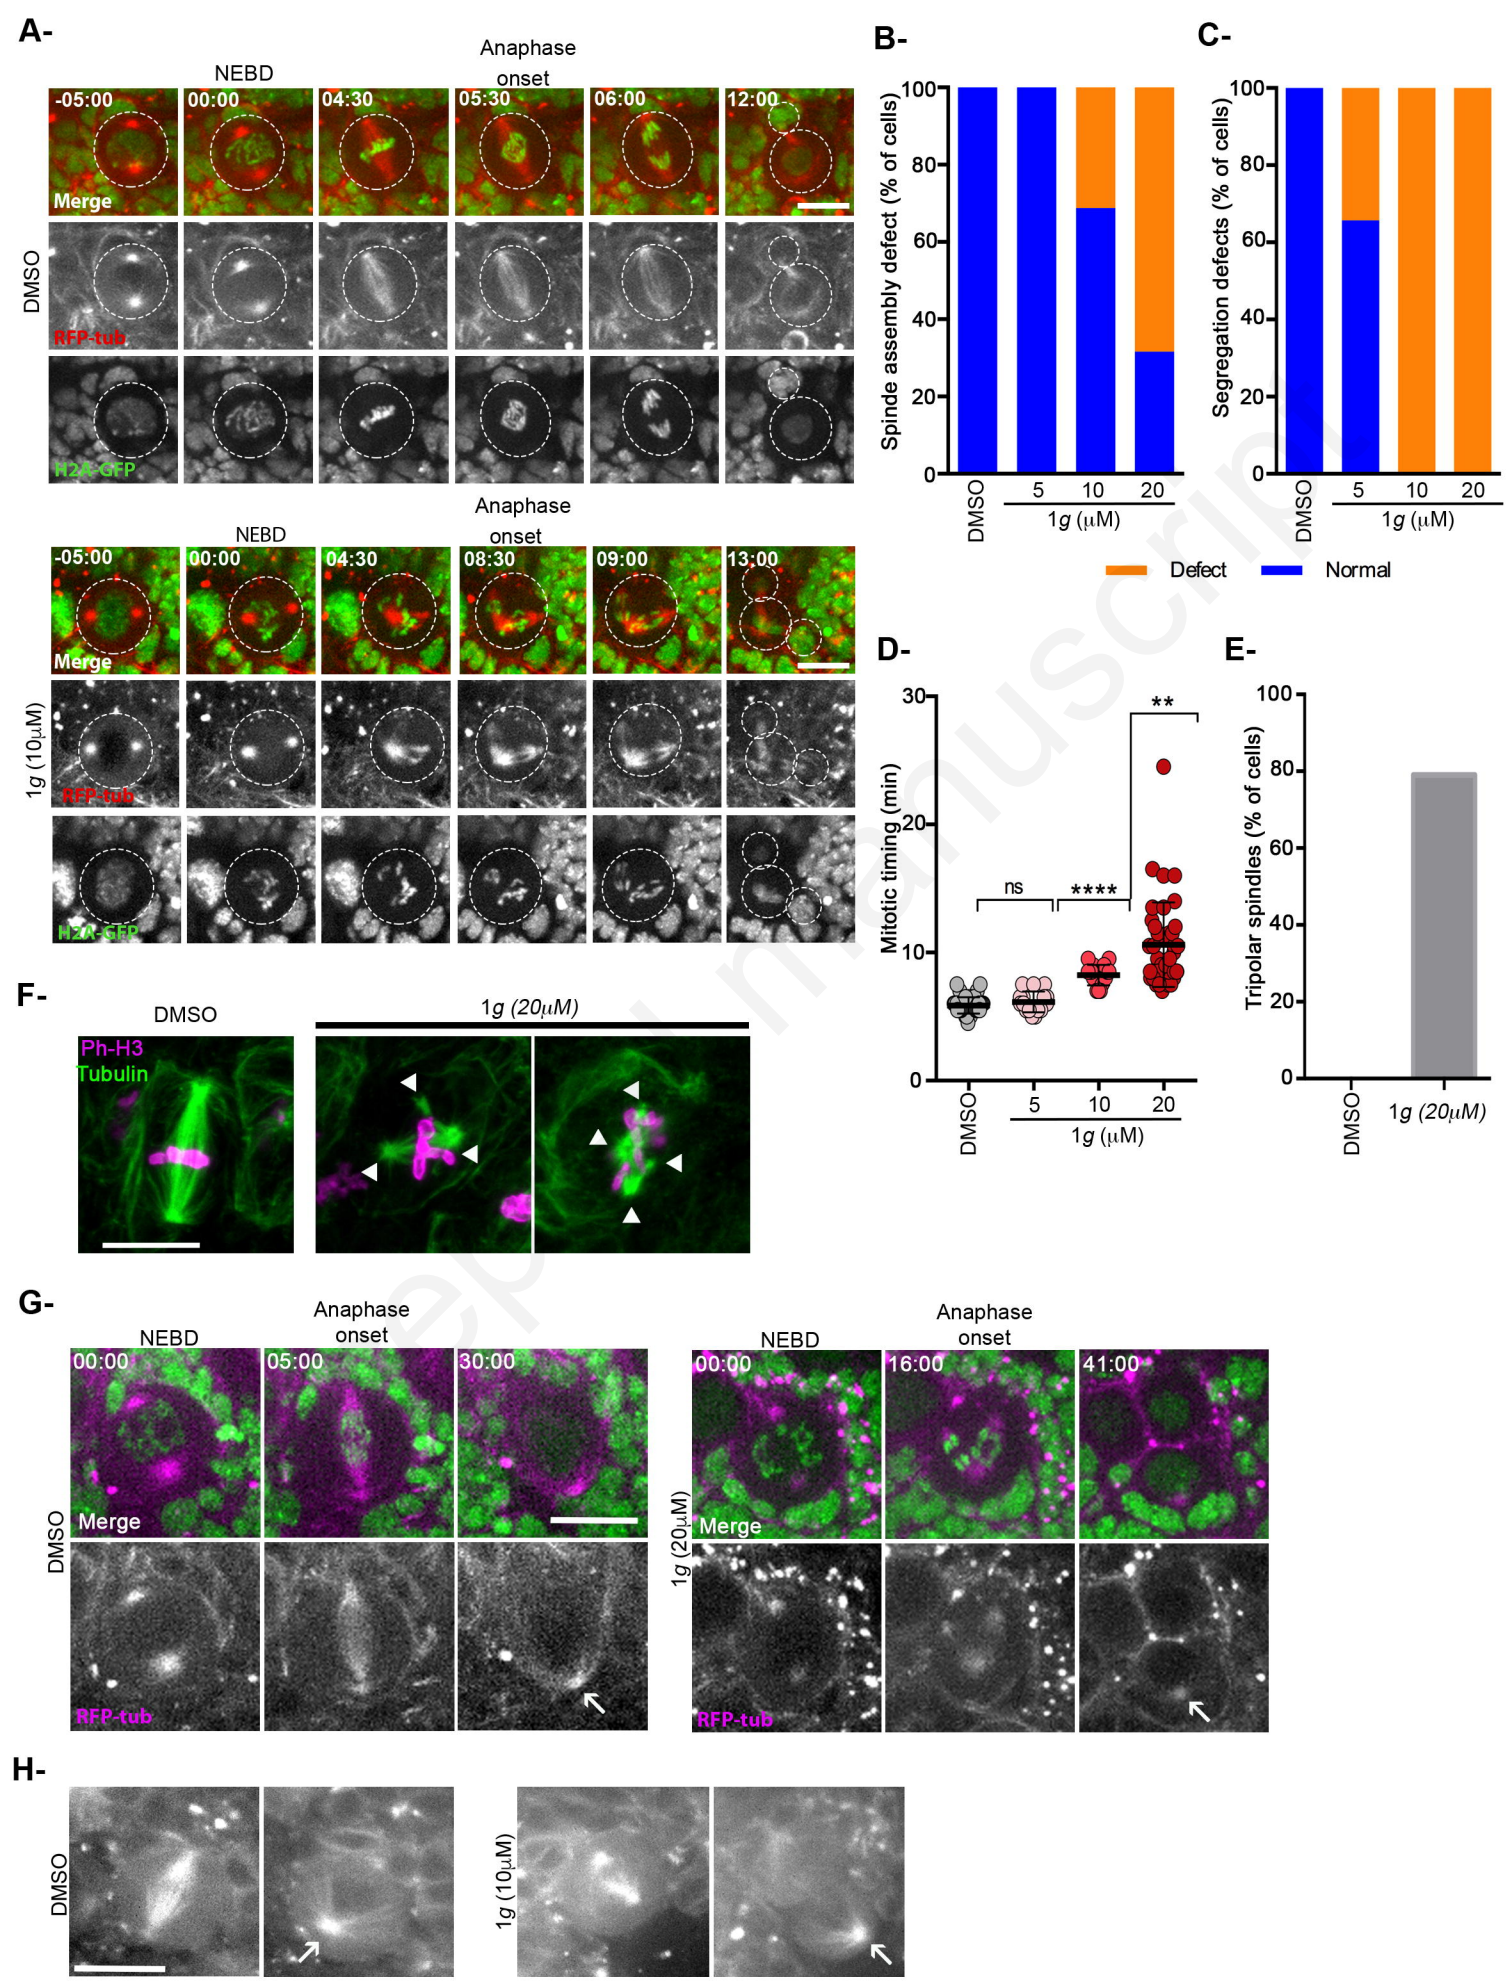 A-
NEBD
Anaphase
onset
-05:00
00:00
04:30
05:30
06:00
12:00
Merge
DMSO
RFP-tub
H2A-GFP
NEBD
Anaphase
onset
-05:00
00:00
04:30
08:30
09:00
13:00
Merge
1g (10μM)
RFP-tub
H2A-GFP
B-
Spinde assembly defect (% of cells)
100
80
60
40
20
0
DMSO
5
10
20
1g (μM)
C-
Segregation defects (% of cells)
100
80
60
40
20
0
DMSO
5
10
20
1g (μM)
Defect
Normal
D-
Mitotic timing (min)
30
20
10
0
ns
****
**
DMSO
5
10
20
1g (μM)
E-
Tripolar spindles (% of cells)
100
80
60
40
20
0
DMSO
1g (20μM)
F-
DMSO
1g (20μM)
Ph-H3
Tubulin
G-
NEBD
Anaphase
onset
00:00
05:00
30:00
Merge
DMSO
RFP-tub
NEBD
Anaphase
onset
00:00
16:00
41:00
Merge
1g (20μM)
RFP-tub
H-
DMSO
1g (10μM)
manuscript